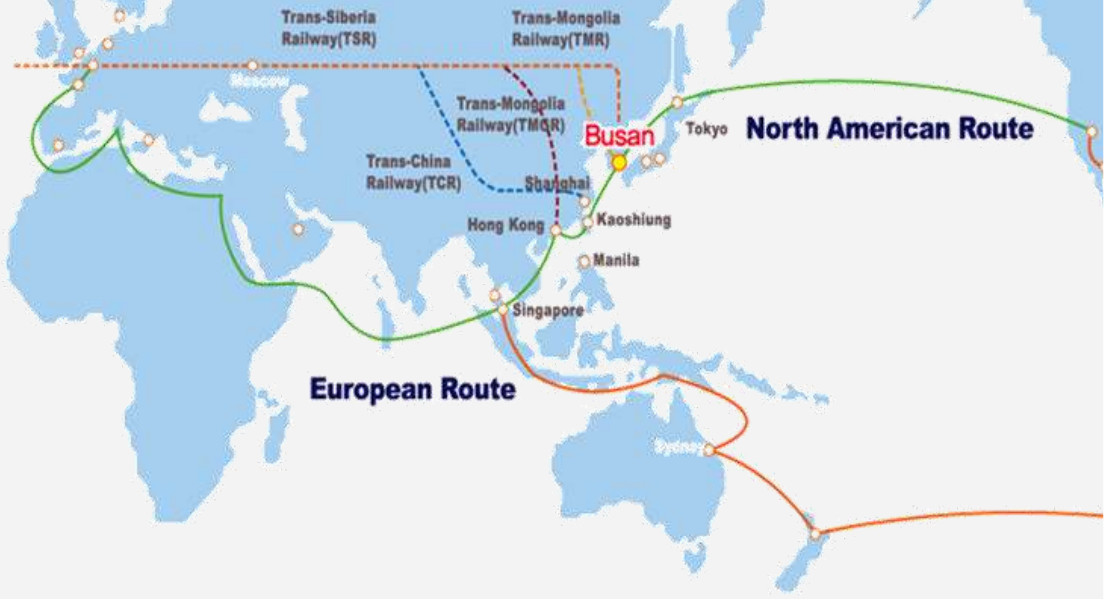 Trans-Siberia
Railway(TSR)
Trans-Mongolia
Railway(TMR)
Moscow
Trans-Mongolia
Railway(TMGR)
Busan
Tokyo
North American Route
Trans-China
Railway(TCR)
Shanghai
Hong Kong
Kaoshiung
Manila
Singapore
European Route
Sydney